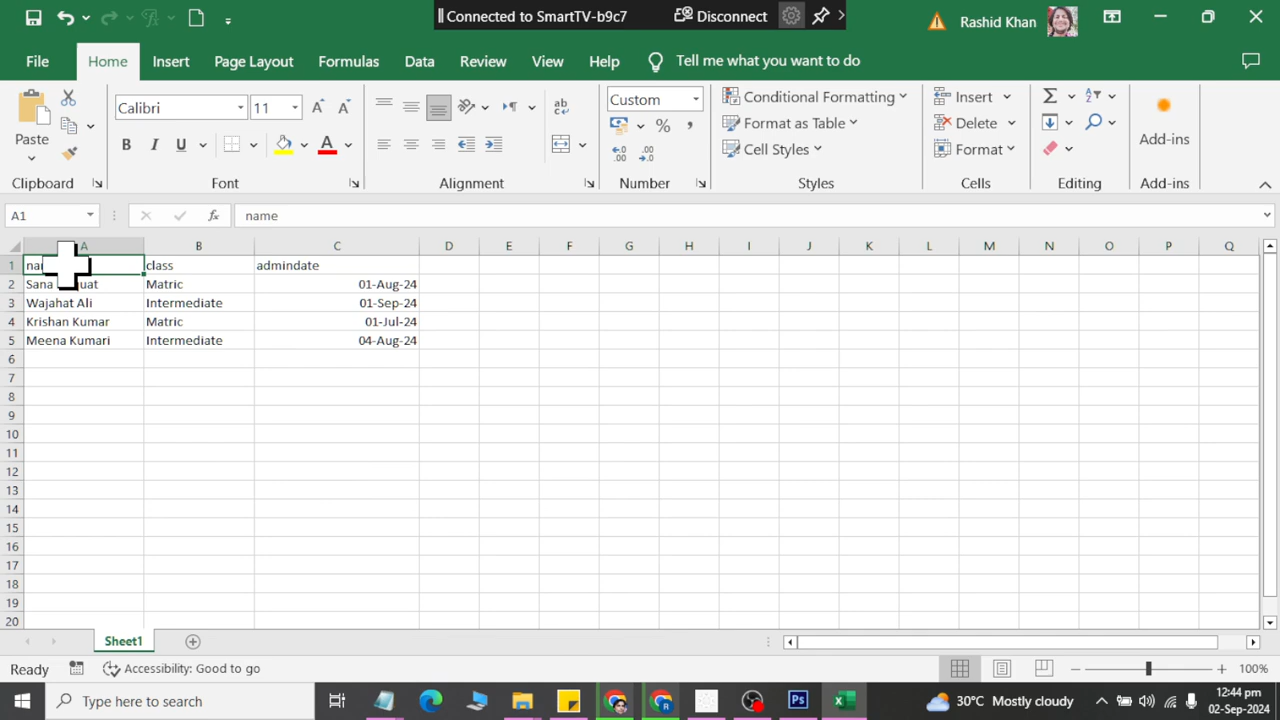 Connected to SmartTV-b9c7 Disconnect
Rashid Khan
File Home Insert Page Layout Formulas Data Review View Help Tell me what you want to do
Paste
Clipboard
Calibri 11
B I U A
Font
ab
Alignment
Custom
% ,
Number
Conditional Formatting
Format as Table
Cell Styles
Styles
Insert
Delete
Format
Cells
Editing
Add-ins
Add-ins
A1 fx name
A B C D E F G H I J K L M N O P Q
1 class admindate
2 Sana Matric 01-Aug-24
3 Wajahat Ali Intermediate 01-Sep-24
4 Krishan Kumar Matric 01-Jul-24
5 Meena Kumari Intermediate 04-Aug-24
6
7
8
9
10
11
12
13
14
15
16
17
18
19
20
Sheet1
Ready Accessibility: Good to go 100%
Type here to search 30°C Mostly cloudy 12:44 pm
02-Sep-2024